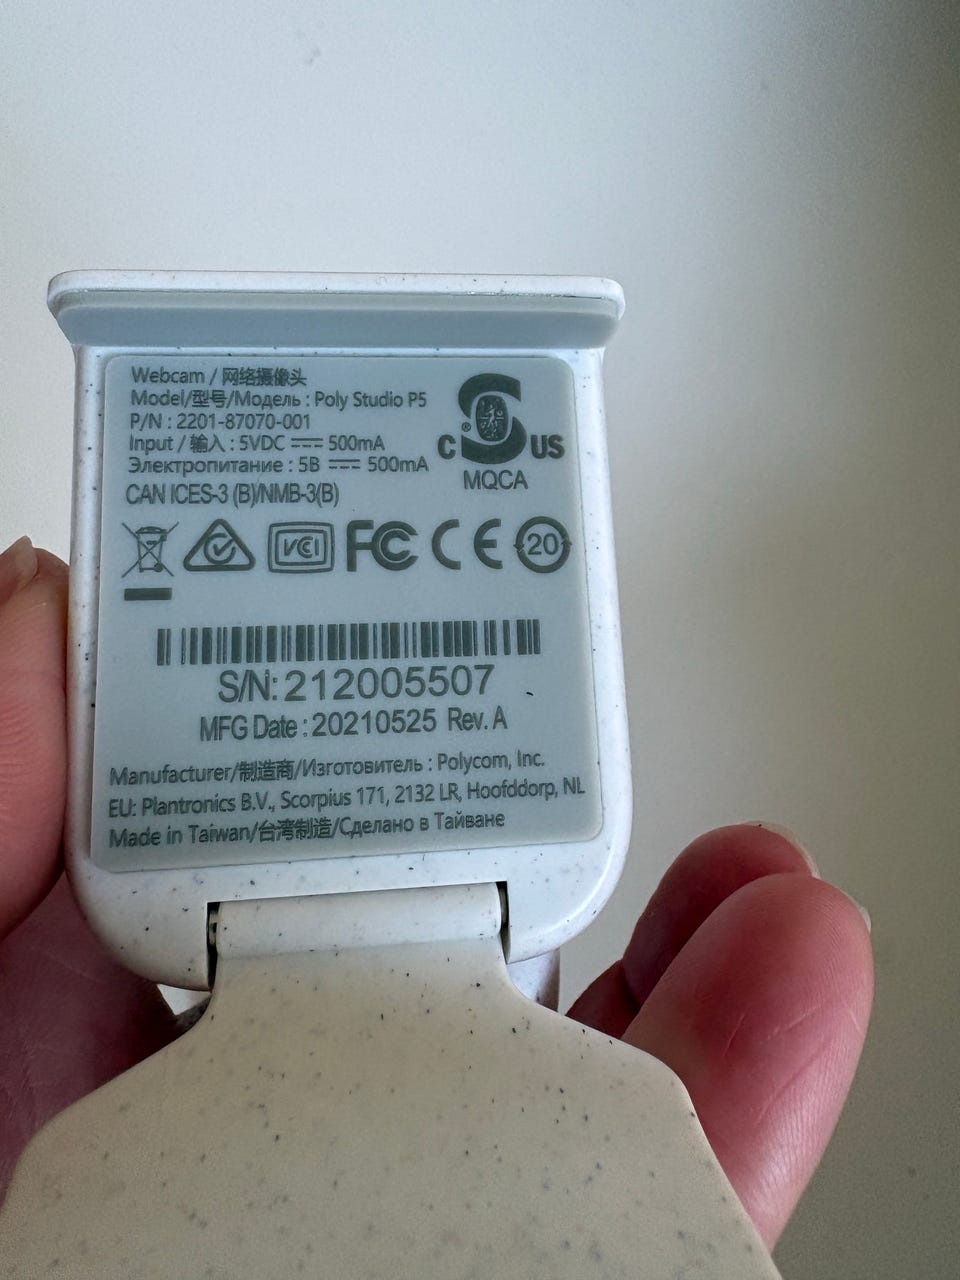 Webcam / 网络摄像头
Model/型号/Модель : Poly Studio P5
P/N : 2201-87070-001
Input / 输入 : 5VDC ⎓ 500mA
Электропитание : 5В ⎓ 500mA
CAN ICES-3 (B)/NMB-3(B)
S
®
C US
MQCA
VCI FC CE 20
S/N: 212005507
MFG Date : 20210525 Rev. A
Manufacturer/制造商/Изготовитель : Polycom, Inc.
EU: Plantronics B.V., Scorpius 171, 2132 LR, Hoofddorp, NL
Made in Taiwan/台湾制造/Сделано в Тайване